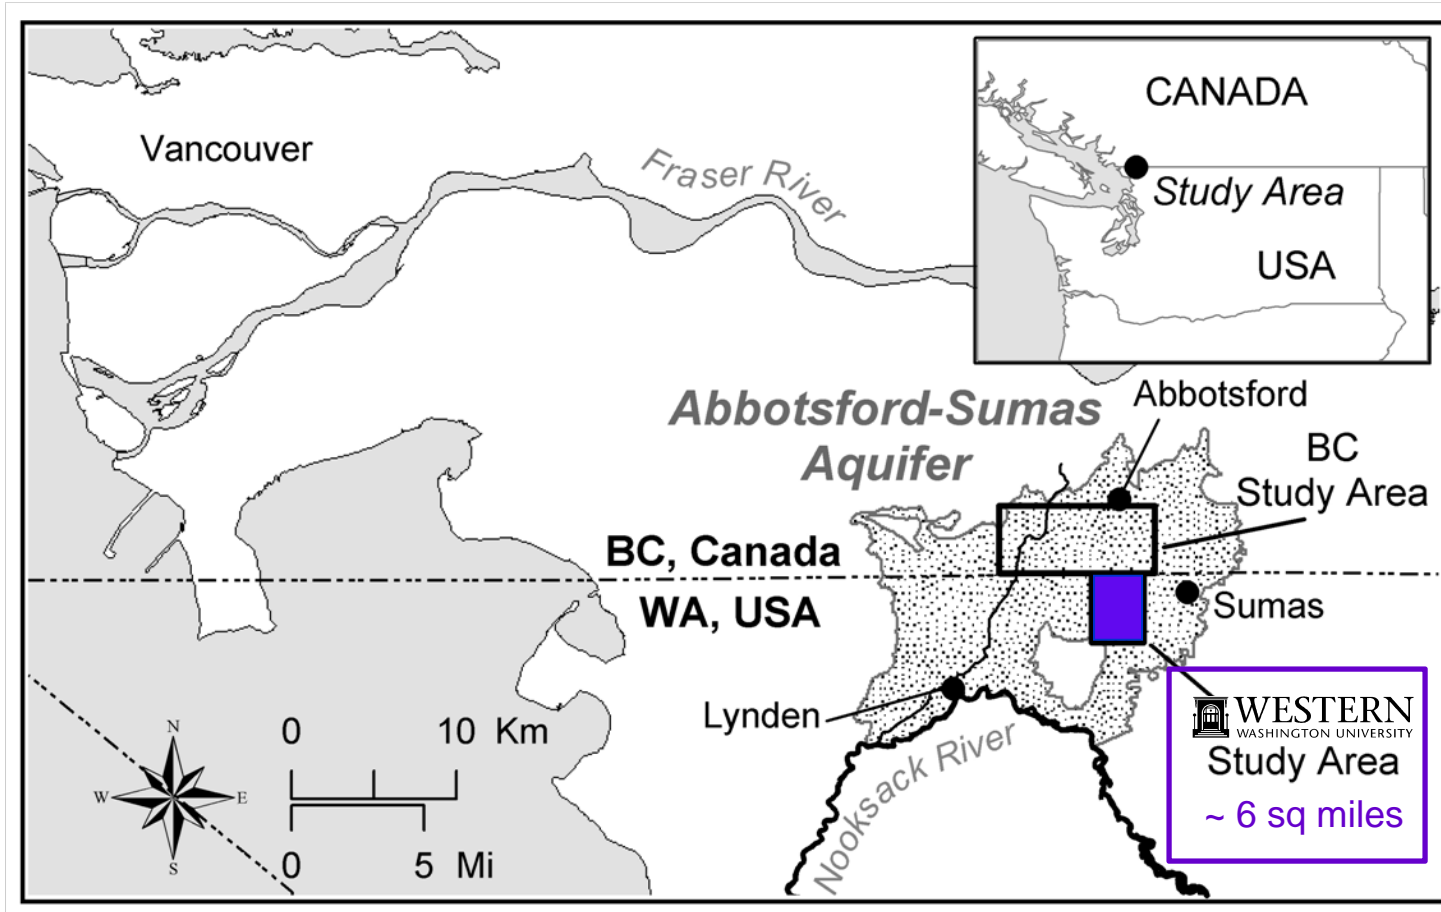 CANADA
Study Area
USA
Vancouver
Fraser River
Abbotsford-Sumas
Aquifer
Abbotsford
BC
Study Area
BC, Canada
WA, USA
Sumas
Lynden
Nooksack River
WESTERN
WASHINGTON UNIVERSITY
Study Area
~ 6 sq miles
N
W E
S
0 10 Km
0 5 Mi